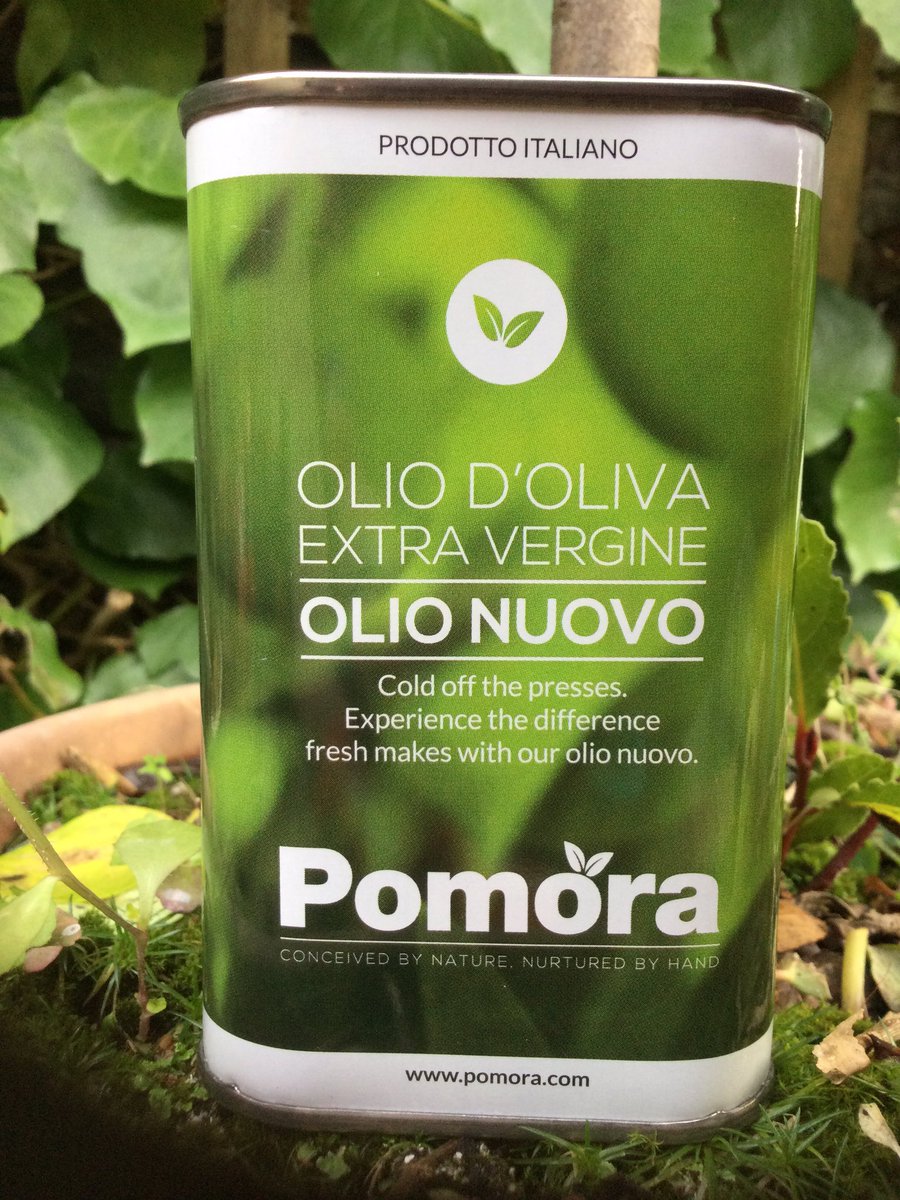 PRODOTTO ITALIANO
OLIO D'OLIVA
EXTRA VERGINE
OLIO NUOVO
Cold off the presses.
Experience the difference
fresh makes with our olio nuovo.
Pomora
CONCEIVED BY NATURE, NURTURED BY HAND
www.pomora.com